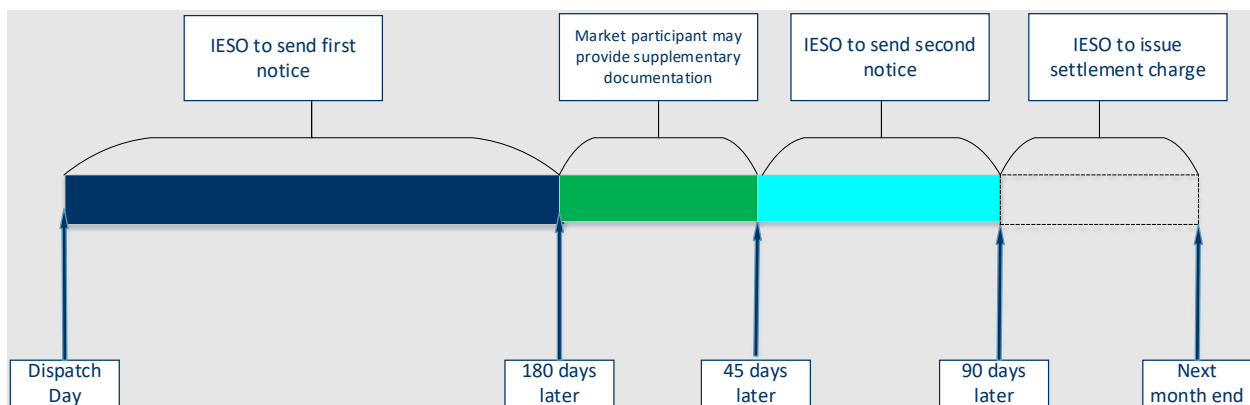 IESO to send first
notice
Market participant may
provide supplementary
documentation
IESO to send second
notice
IESO to issue
settlement charge
Dispatch
Day
180 days
later
45 days
later
90 days
later
Next
month end